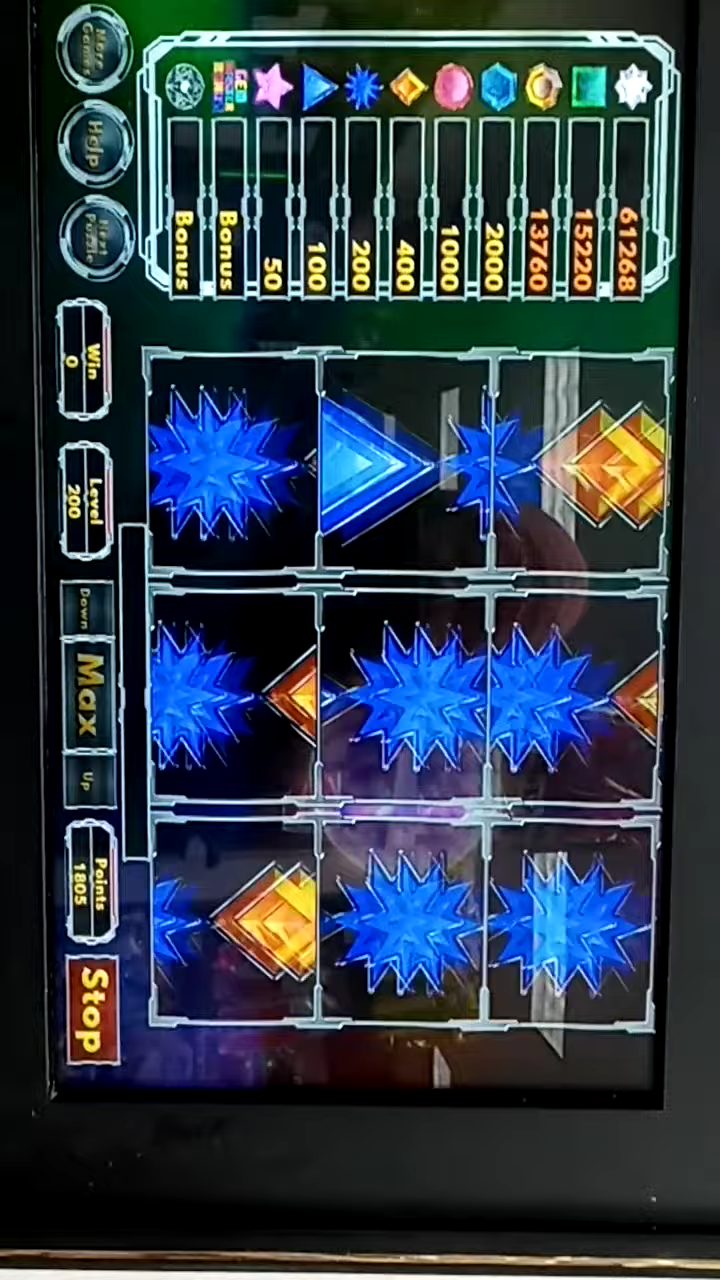 61268
15220
13760
2000
1000
400
200
100
50
Bonus
Bonus
More
Games
Help
Next
Puzzle
Win
0
Level
200
Down
Max
Up
Points
1805
Stop